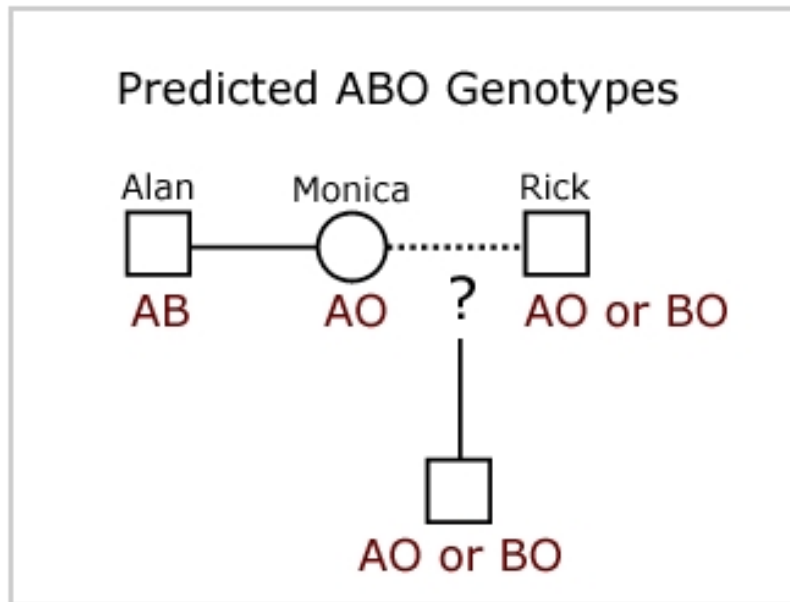 Predicted ABO Genotypes
Alan Monica Rick
AB AO ? AO or BO
AO or BO